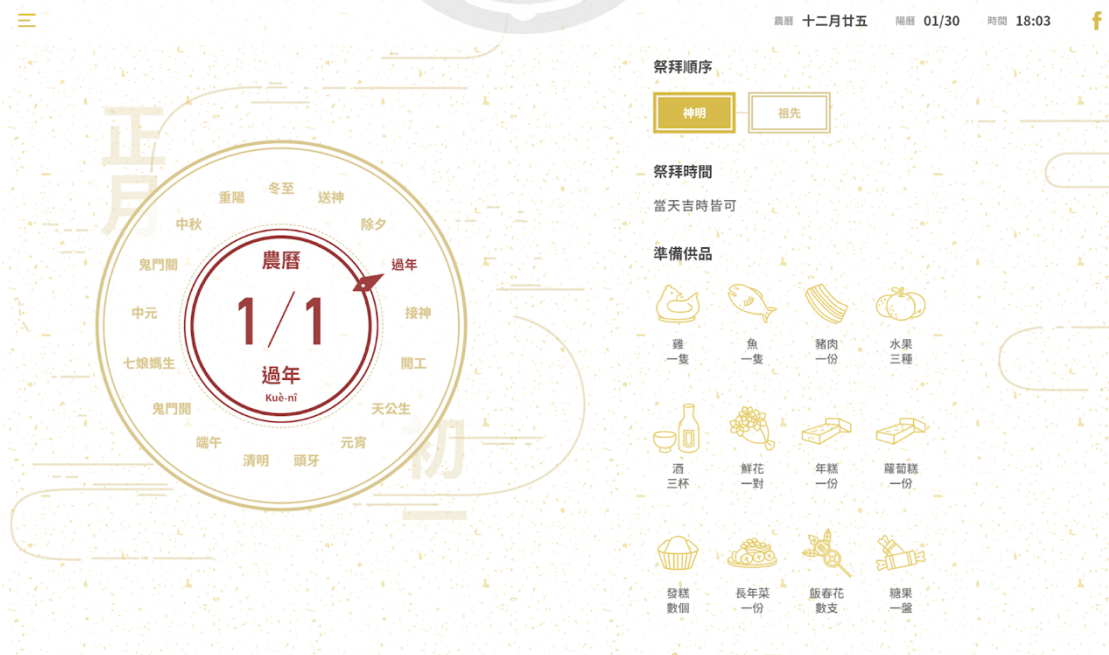 農曆 十二月廿五 陽曆 01/30 時間 18:03
正月
初一
冬至
送神
除夕
過年
接神
開工
天公生
元宵
頭牙
清明
端午
鬼門開
七娘媽生
中元
鬼門關
中秋
重陽
農曆
1/1
過年
Kuè-nî
祭拜順序
神明 祖先
祭拜時間
當天吉時皆可
準備供品
雞 魚 豬肉 水果
一隻 一隻 一份 三種
酒 鮮花 年糕 蘿蔔糕
三杯 一對 一份 一份
發糕 長年菜 飯春花 糖果
數個 一份 數支 一盤